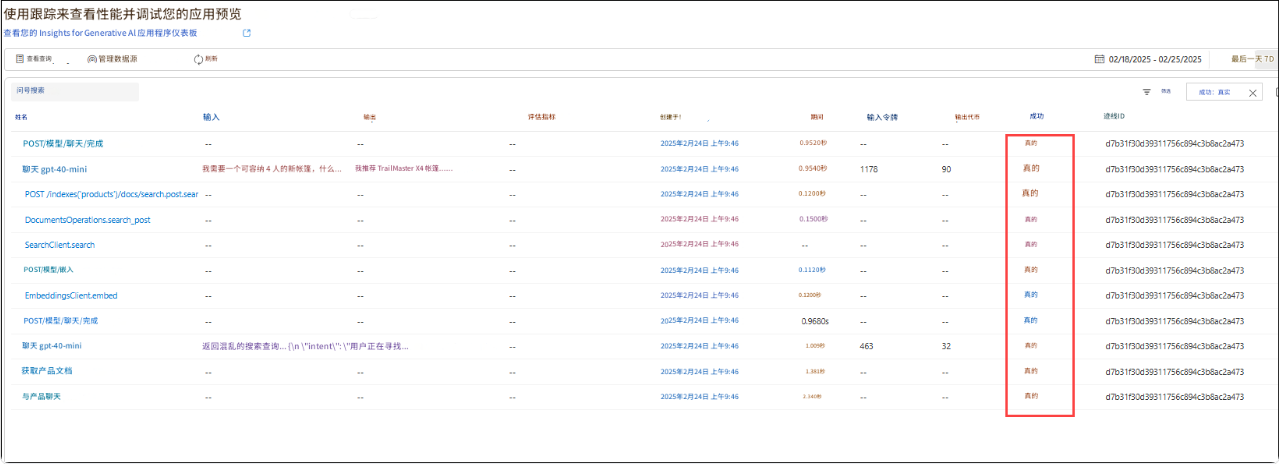 使用跟踪来查看性能并调试您的应用预览
查看您的 Insights for Generative Al 应用程序仪表板
查看查询 管理数据源 刷新 02/18/2025 - 02/25/2025 最后一天 7D
问号搜索 筛选 成功：真实
姓名 输入 输出 评估指标 创建于! 期间 输入令牌 输出代币 成功 迹线ID
POST/模型/聊天/完成 -- -- -- 2025年2月24日 上午9:46 0.9520秒 -- -- 真的 d7b31f30d39311756c894c3b8ac2a473
聊天 gpt-40-mini 我需要一个可容纳 4 人的新帐篷，什么... 我推荐 TrailMaster X4 帐篷...... -- 2025年2月24日 上午9:46 0.9540秒 1178 90 真的 d7b31f30d39311756c894c3b8ac2a473
POST /indexes('products')/docs/search.post.sear -- -- -- 2025年2月24日 上午9:46 0.1200秒 -- -- 真的 d7b31f30d39311756c894c3b8ac2a473
DocumentsOperations.search_post -- -- -- 2025年2月24日 上午9:46 0.1500秒 -- -- 真的 d7b31f30d39311756c894c3b8ac2a473
SearchClient.search -- -- -- 2025年2月24日 上午9:46 -- -- -- 真的 d7b31f30d39311756c894c3b8ac2a473
POST/模型/嵌入 -- -- -- 2025年2月24日 上午9:46 0.1120秒 -- -- 真的 d7b31f30d39311756c894c3b8ac2a473
EmbeddingsClient.embed -- -- -- 2025年2月24日 上午9:46 0.1200秒 -- -- 真的 d7b31f30d39311756c894c3b8ac2a473
POST/模型/聊天/完成 -- -- -- 2025年2月24日 上午9:46 0.9680s -- -- 真的 d7b31f30d39311756c894c3b8ac2a473
聊天 gpt-40-mini 返回混乱的搜索查询... {\n \"intent\": \"用户正在寻找... -- 2025年2月24日 上午9:46 1.009秒 463 32 真的 d7b31f30d39311756c894c3b8ac2a473
获取产品文档 -- -- -- 2025年2月24日 上午9:46 1.381秒 -- -- 真的 d7b31f30d39311756c894c3b8ac2a473
与产品聊天 -- -- -- 2025年2月24日 上午9:46 2.340秒 -- -- 真的 d7b31f30d39311756c894c3b8ac2a473